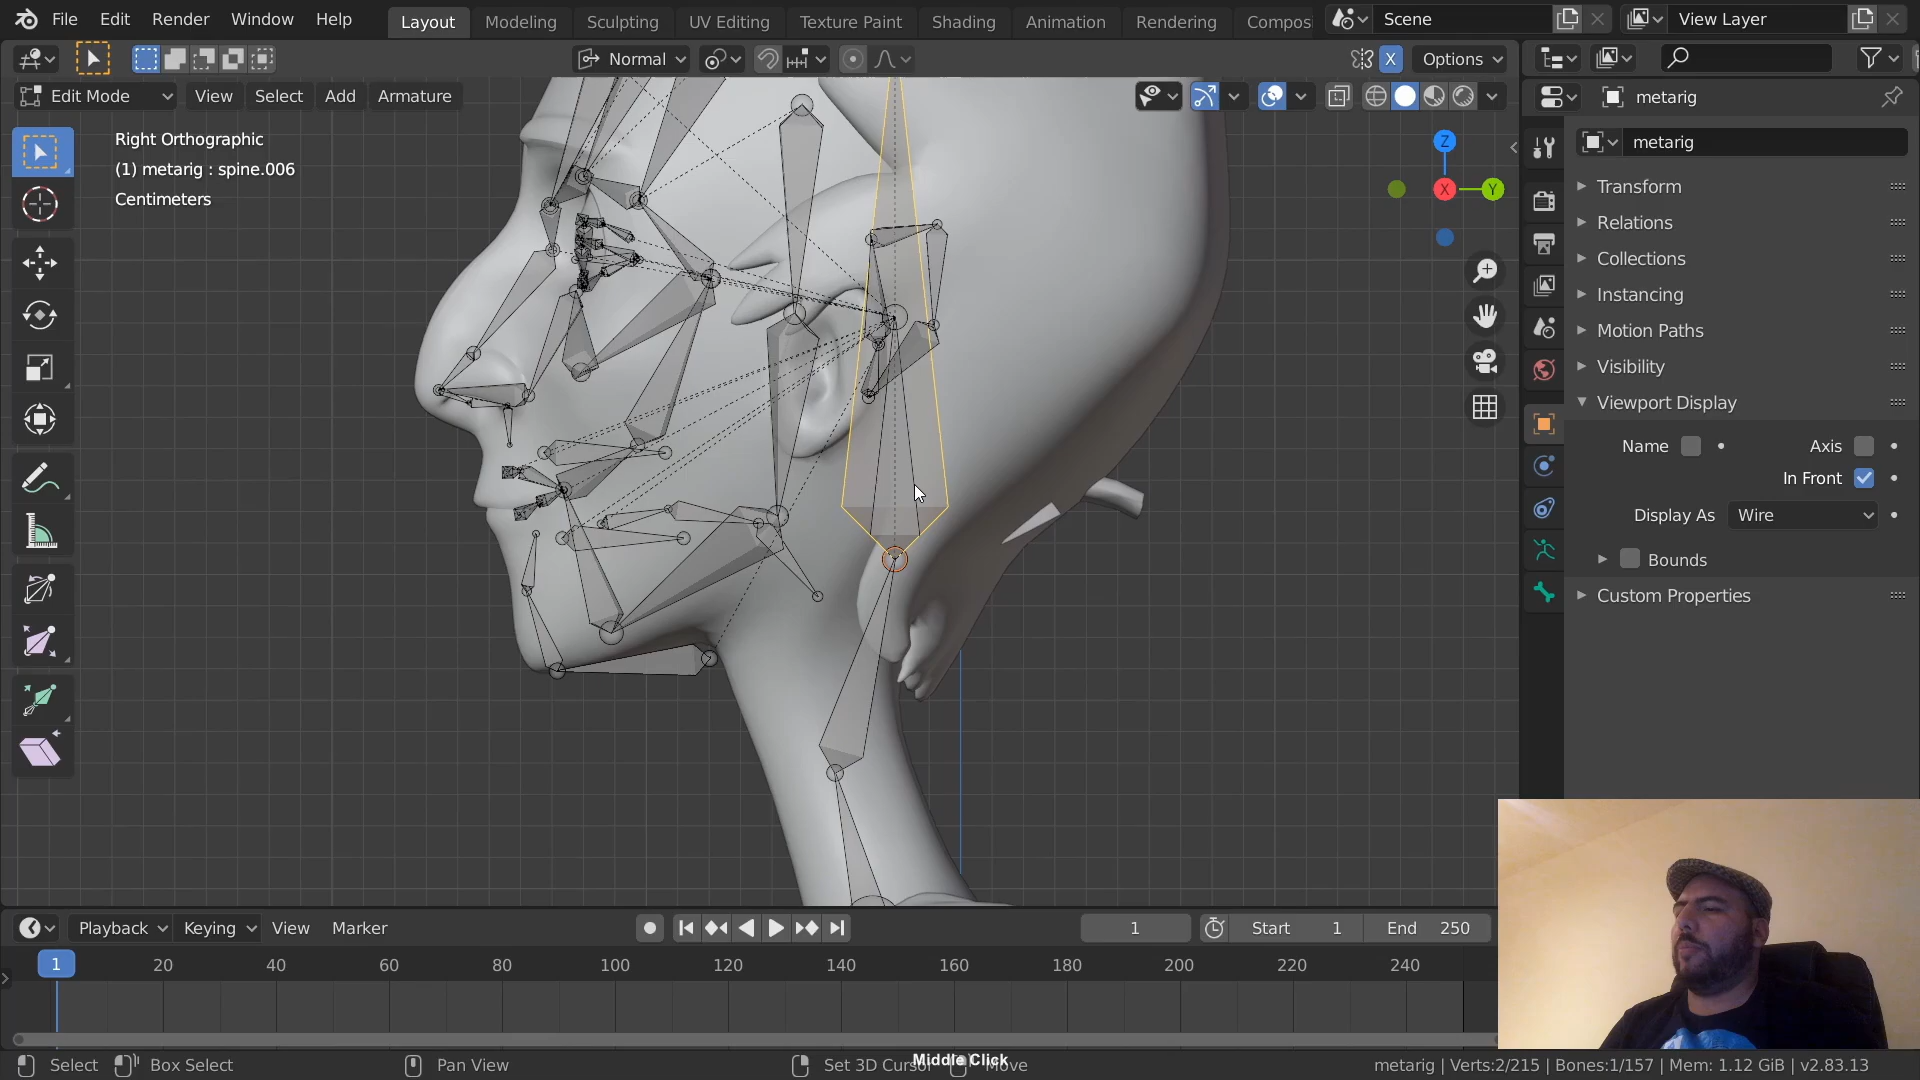 File Edit Render Window Help Layout Modeling Sculpting UV Editing Texture Paint Shading Animation Rendering Compos Scene View Layer
Normal X Options
Edit Mode View Select Add Armature metarig
Right Orthographic
(1) metarig : spine.006
Centimeters
Z
X Y
metarig
Transform
Relations
Collections
Instancing
Motion Paths
Visibility
Viewport Display
Name Axis
In Front
Display As Wire
Bounds
Custom Properties
Playback Keying View Marker 1 Start 1 End 250
1 20 40 60 80 100 120 140 160 180 200 220 240
Select Box Select Pan View Set 3D Cursor Middle Click Move metarig | Verts:2/215 | Bones:1/157 | Mem: 1.12 GiB | v2.83.13